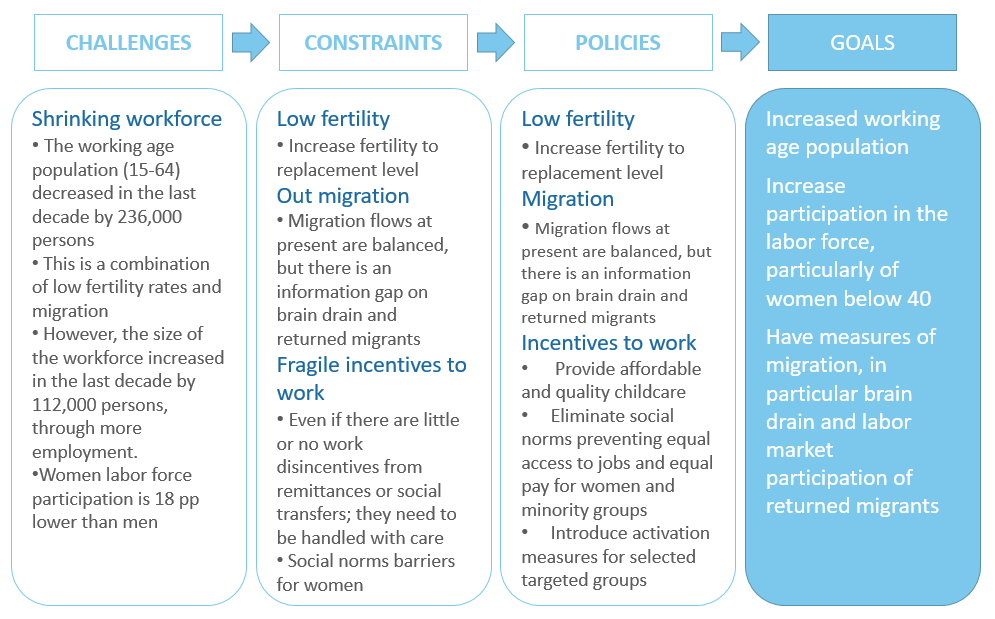 CHALLENGES
CONSTRAINTS
POLICIES
GOALS
Shrinking workforce
• The working age
population (15-64)
decreased in the last
decade by 236,000
persons
• This is a combination
of low fertility rates and
migration
• However, the size of
the workforce increased
in the last decade by
112,000 persons,
through more
employment.
•Women labor force
participation is 18 pp
lower than men
Low fertility
• Increase fertility to
replacement level
Out migration
• Migration flows at
present are balanced,
but there is an
information gap on
brain drain and
returned migrants
Fragile incentives to
work
• Even if there are little
or no work
disincentives from
remittances or social
transfers; they need to
be handled with care
• Social norms barriers
for women
Low fertility
• Increase fertility to
replacement level
Migration
• Migration flows at
present are balanced, but
there is an information
gap on brain drain and
returned migrants
Incentives to work
• Provide affordable
and quality childcare
• Eliminate social
norms preventing equal
access to jobs and equal
pay for women and
minority groups
• Introduce activation
measures for selected
targeted groups
Increased working
age population
Increase
participation in the
labor force,
particularly of
women below 40
Have measures of
migration, in
particular brain
drain and labor
market
participation of
returned migrants